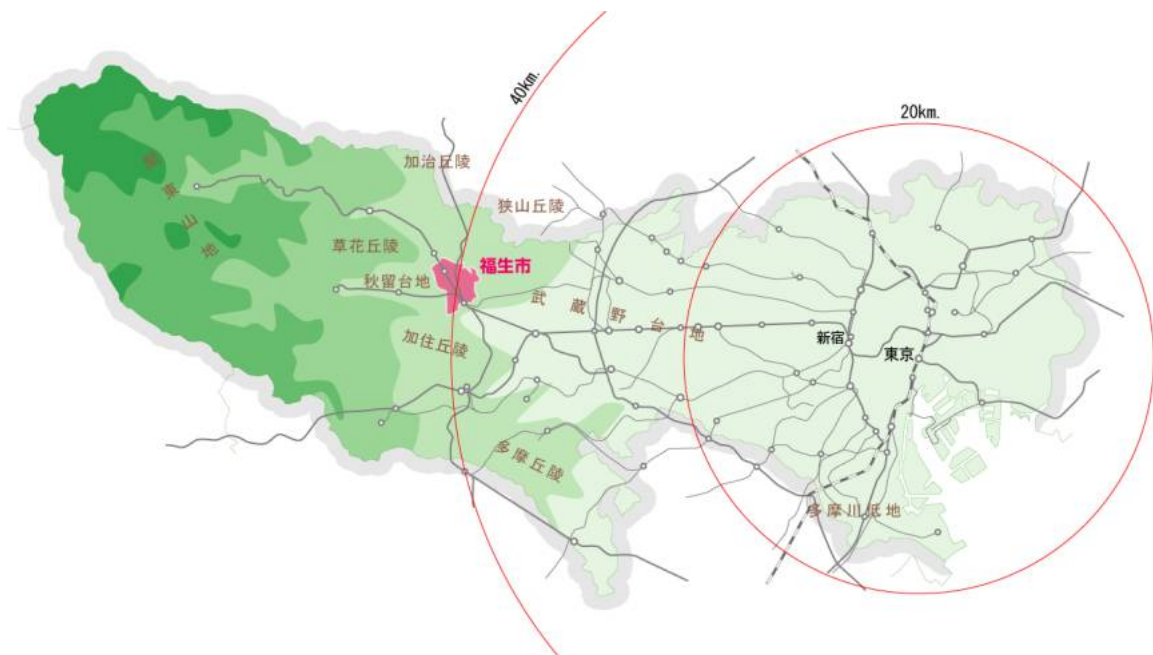 40km.
20km.
加治丘陵
狭山丘陵
関東山地
草花丘陵
福生市
秋留台地
武蔵野台地
加住丘陵
新宿
東京
多摩丘陵
多摩川低地